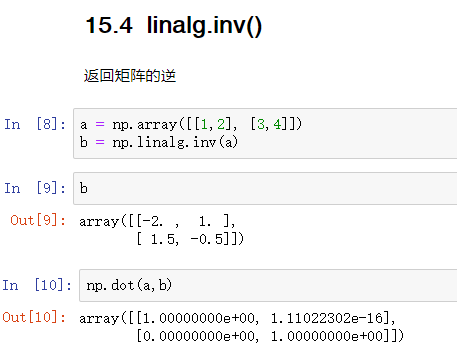 15.4 linalg.inv()
返回矩阵的逆
In [8]: a = np.array([[1,2], [3,4]])
b = np.linalg.inv(a)
In [9]: b
Out[9]: array([[-2. , 1. ],
[ 1.5, -0.5]])
In [10]: np.dot(a,b)
Out[10]: array([[1.00000000e+00, 1.11022302e-16],
[0.00000000e+00, 1.00000000e+00]])